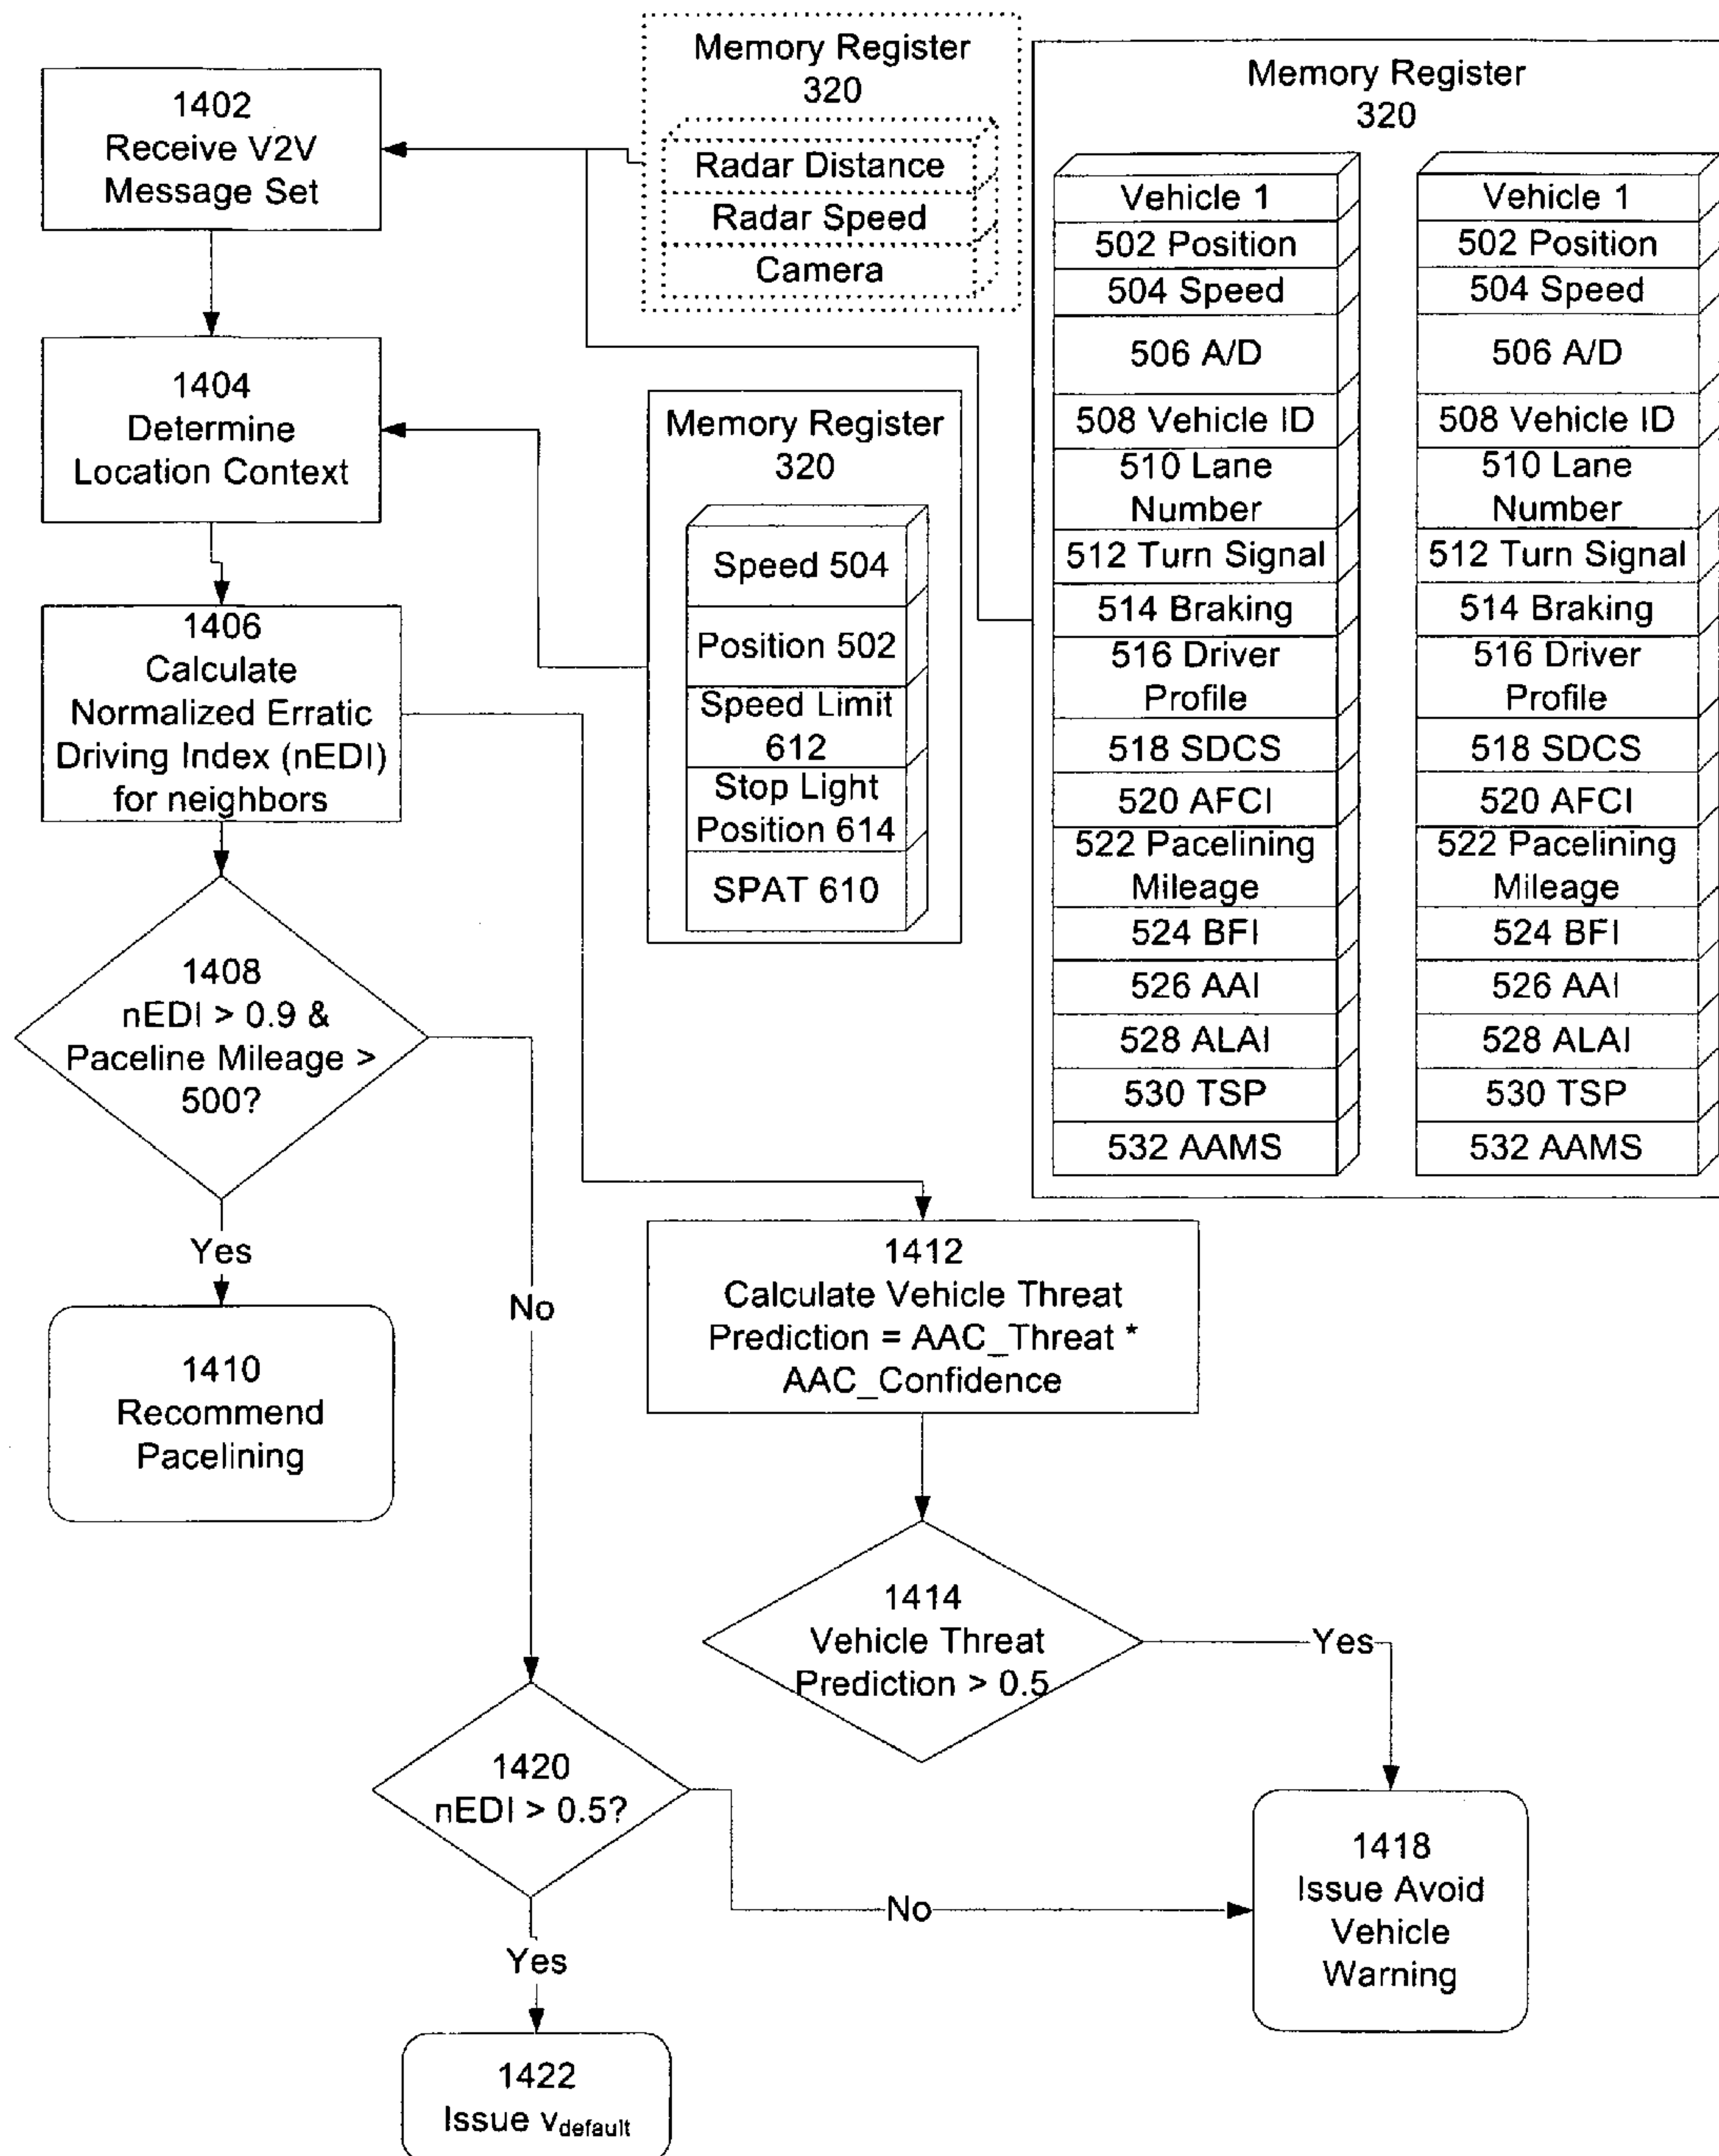 1402
Receive V2V
Message Set
Memory Register
320
Radar Distance
Radar Speed
Camera
Memory Register
320
Vehicle 1
502 Position
504 Speed
506 A/D
508 Vehicle ID
510 Lane
Number
512 Turn Signal
514 Braking
516 Driver
Profile
518 SDCS
520 AFCI
522 Pacelining
Mileage
524 BFI
526 AAI
528 ALAI
530 TSP
532 AAMS
Vehicle 1
502 Position
504 Speed
506 A/D
508 Vehicle ID
510 Lane
Number
512 Turn Signal
514 Braking
516 Driver
Profile
518 SDCS
520 AFCI
522 Pacelining
Mileage
524 BFI
526 AAI
528 ALAI
530 TSP
532 AAMS
1404
Determine
Location Context
Memory Register
320
Speed 504
Position 502
Speed Limit
612
Stop Light
Position 614
SPAT 610
1406
Calculate
Normalized Erratic
Driving Index (nEDI)
for neighbors
1408
nEDI > 0.9 &
Paceline Mileage >
500?
Yes
No
1410
Recommend
Pacelining
1412
Calculate Vehicle Threat
Prediction = AAC_Threat *
AAC_Confidence
1414
Vehicle Threat
Prediction > 0.5
Yes
1420
nEDI > 0.5?
No
Yes
1418
Issue Avoid
Vehicle
Warning
1422
Issue vdefault